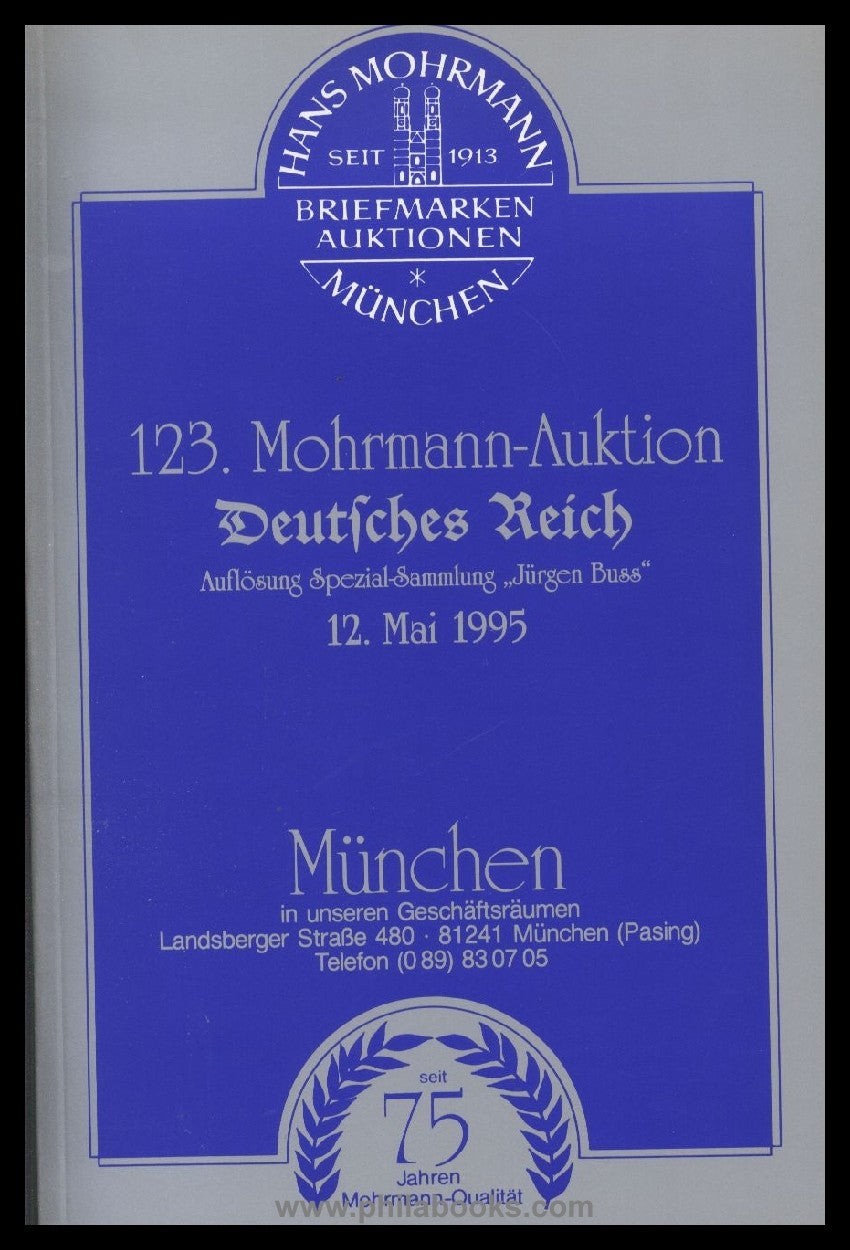 HANS MOHRMANN
SEIT 1913
BRIEFMARKEN
AUKTIONEN
* MÜNCHEN
123. Mohrmann-Auktion
Deutſches Reich
Auflösung Spezial-Sammlung „Jürgen Buss“
12. Mai 1995
München
in unseren Geschäftsräumen
Landsberger Straße 480 · 81241 München (Pasing)
Telefon (0 89) 83 07 05
seit
75
Jahren
Mohrmann-Qualität
www.philabooks.com